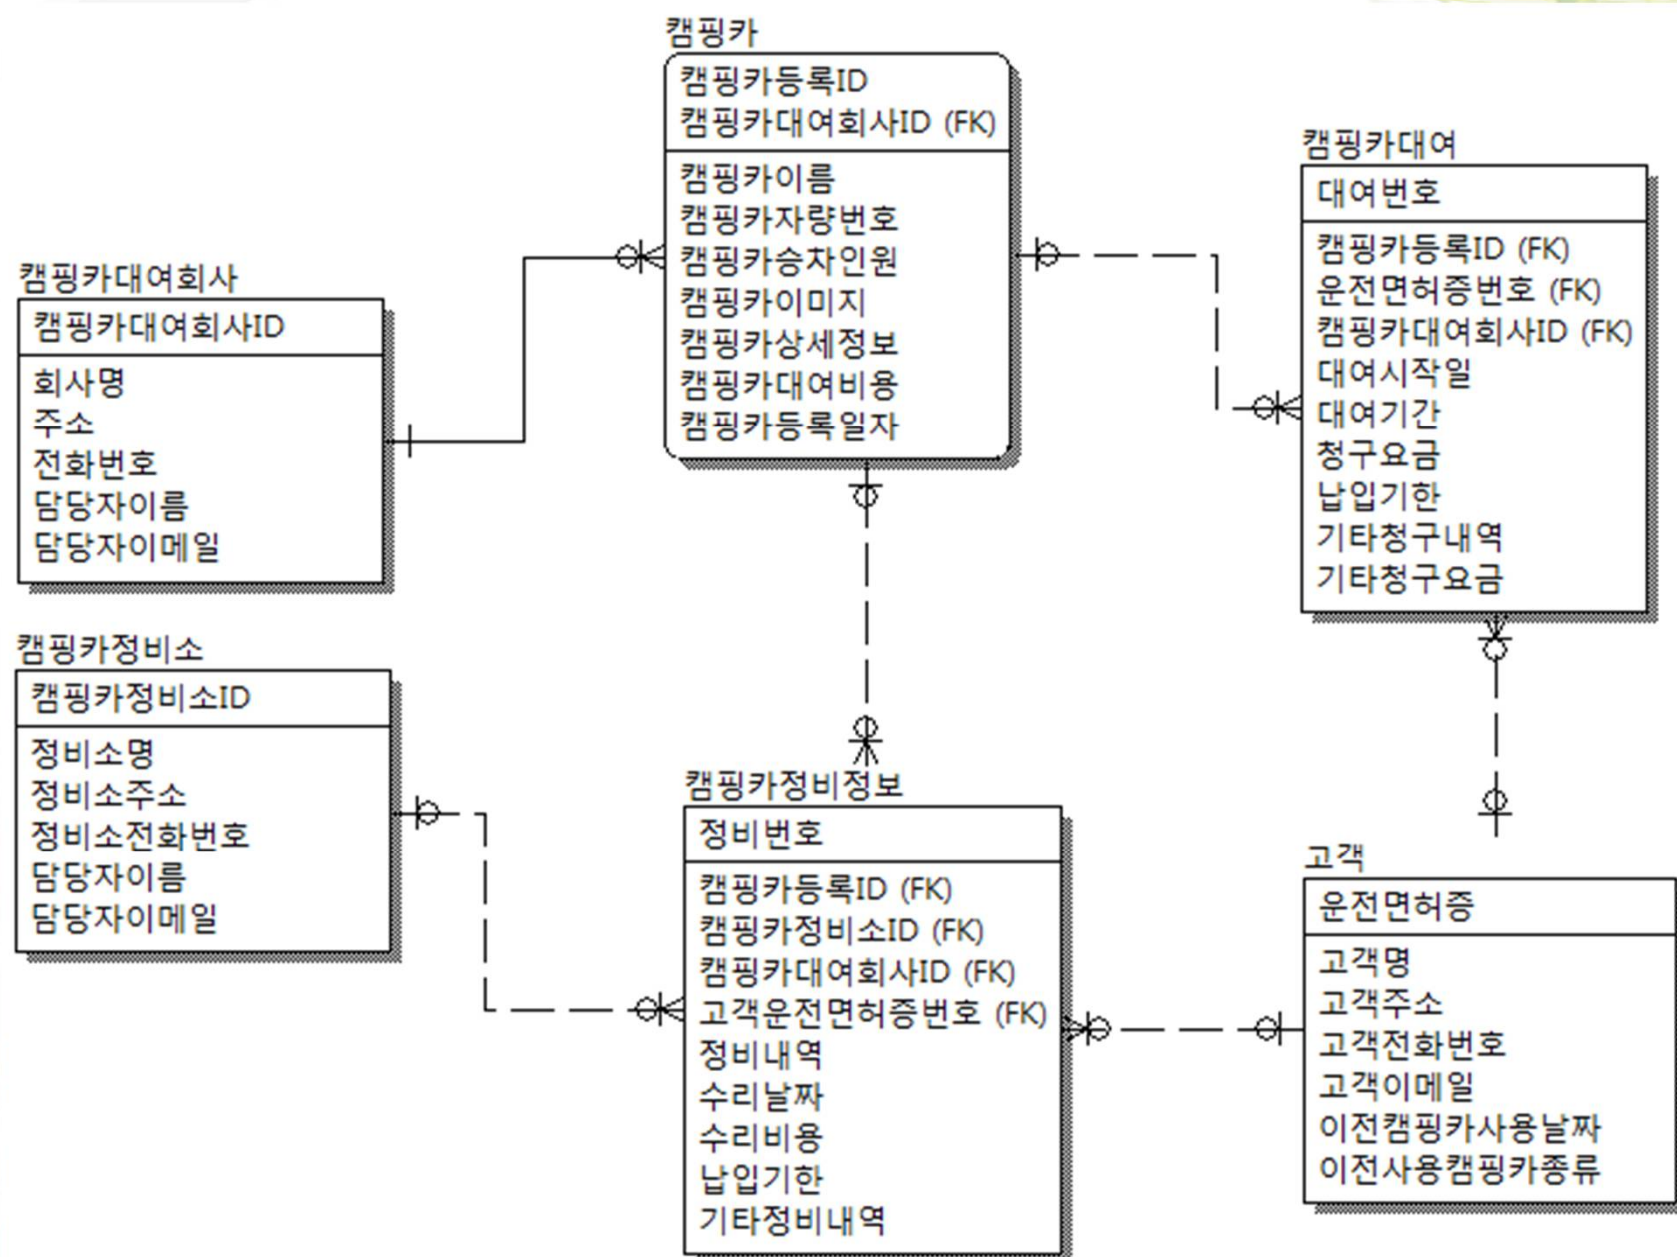 캠핑카
캠핑카등록ID
캠핑카대여회사ID (FK)
캠핑카이름
캠핑카자량번호
캠핑카승차인원
캠핑카이미지
캠핑카상세정보
캠핑카대여비용
캠핑카등록일자
캠핑카대여
대여번호
캠핑카등록ID (FK)
운전면허증번호 (FK)
캠핑카대여회사ID (FK)
대여시작일
대여기간
청구요금
납입기한
기타청구내역
기타청구요금
캠핑카대여회사
캠핑카대여회사ID
회사명
주소
전화번호
담당자이름
담당자이메일
캠핑카정비소
캠핑카정비소ID
정비소명
정비소주소
정비소전화번호
담당자이름
담당자이메일
캠핑카정비정보
정비번호
캠핑카등록ID (FK)
캠핑카정비소ID (FK)
캠핑카대여회사ID (FK)
고객운전면허증번호 (FK)
정비내역
수리날짜
수리비용
납입기한
기타정비내역
고객
운전면허증
고객명
고객주소
고객전화번호
고객이메일
이전캠핑카사용날짜
이전사용캠핑카종류